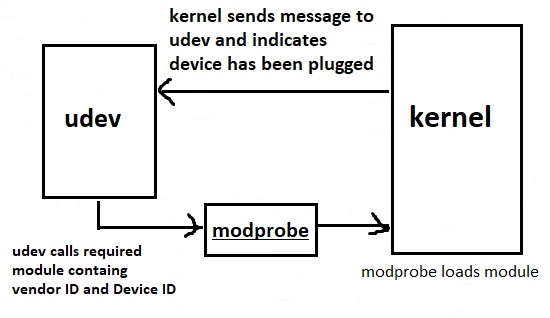 kernel sends message to
udev and indicates
device has been plugged
udev
kernel
modprobe
udev calls required
module containg
vendor ID and Device ID
modprobe loads module